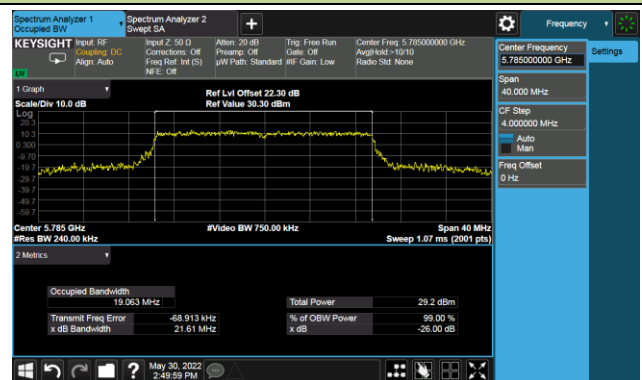 Spectrum Analyzer 1
Occupied BW
Spectrum Analyzer 2
Swept SA
+
Frequency
KEYSIGHT
Input: RF
Coupling: DC
Align: Auto
Input Z: 50 Ω
Corrections: Off
Freq Ref: Int (S)
NFE: Off
Atten: 20 dB
Preamp: Off
µW Path: Standard
Trig: Free Run
Gate: Off
#IF Gain: Low
Center Freq: 5.785000000 GHz
Avg|Hold:>10/10
Radio Std: None
LW
Center Frequency
5.785000000 GHz
Settings
Span
40.000 MHz
CF Step
4.000000 MHz
Auto
Man
Freq Offset
0 Hz
1 Graph
Scale/Div 10.0 dB
Ref Lvl Offset 22.30 dB
Ref Value 30.30 dBm
Log
20.3
10.3
0.300
-9.70
-19.7
-29.7
-39.7
-49.7
-59.7
Center 5.785 GHz
#Video BW 750.00 kHz
Span 40 MHz
#Res BW 240.00 kHz
Sweep 1.07 ms (2001 pts)
2 Metrics
Occupied Bandwidth
19.063 MHz
Total Power 29.2 dBm
Transmit Freq Error -68.913 kHz
% of OBW Power 99.00 %
x dB Bandwidth 21.61 MHz
x dB -26.00 dB
?
May 30, 2022
2:49:59 PM